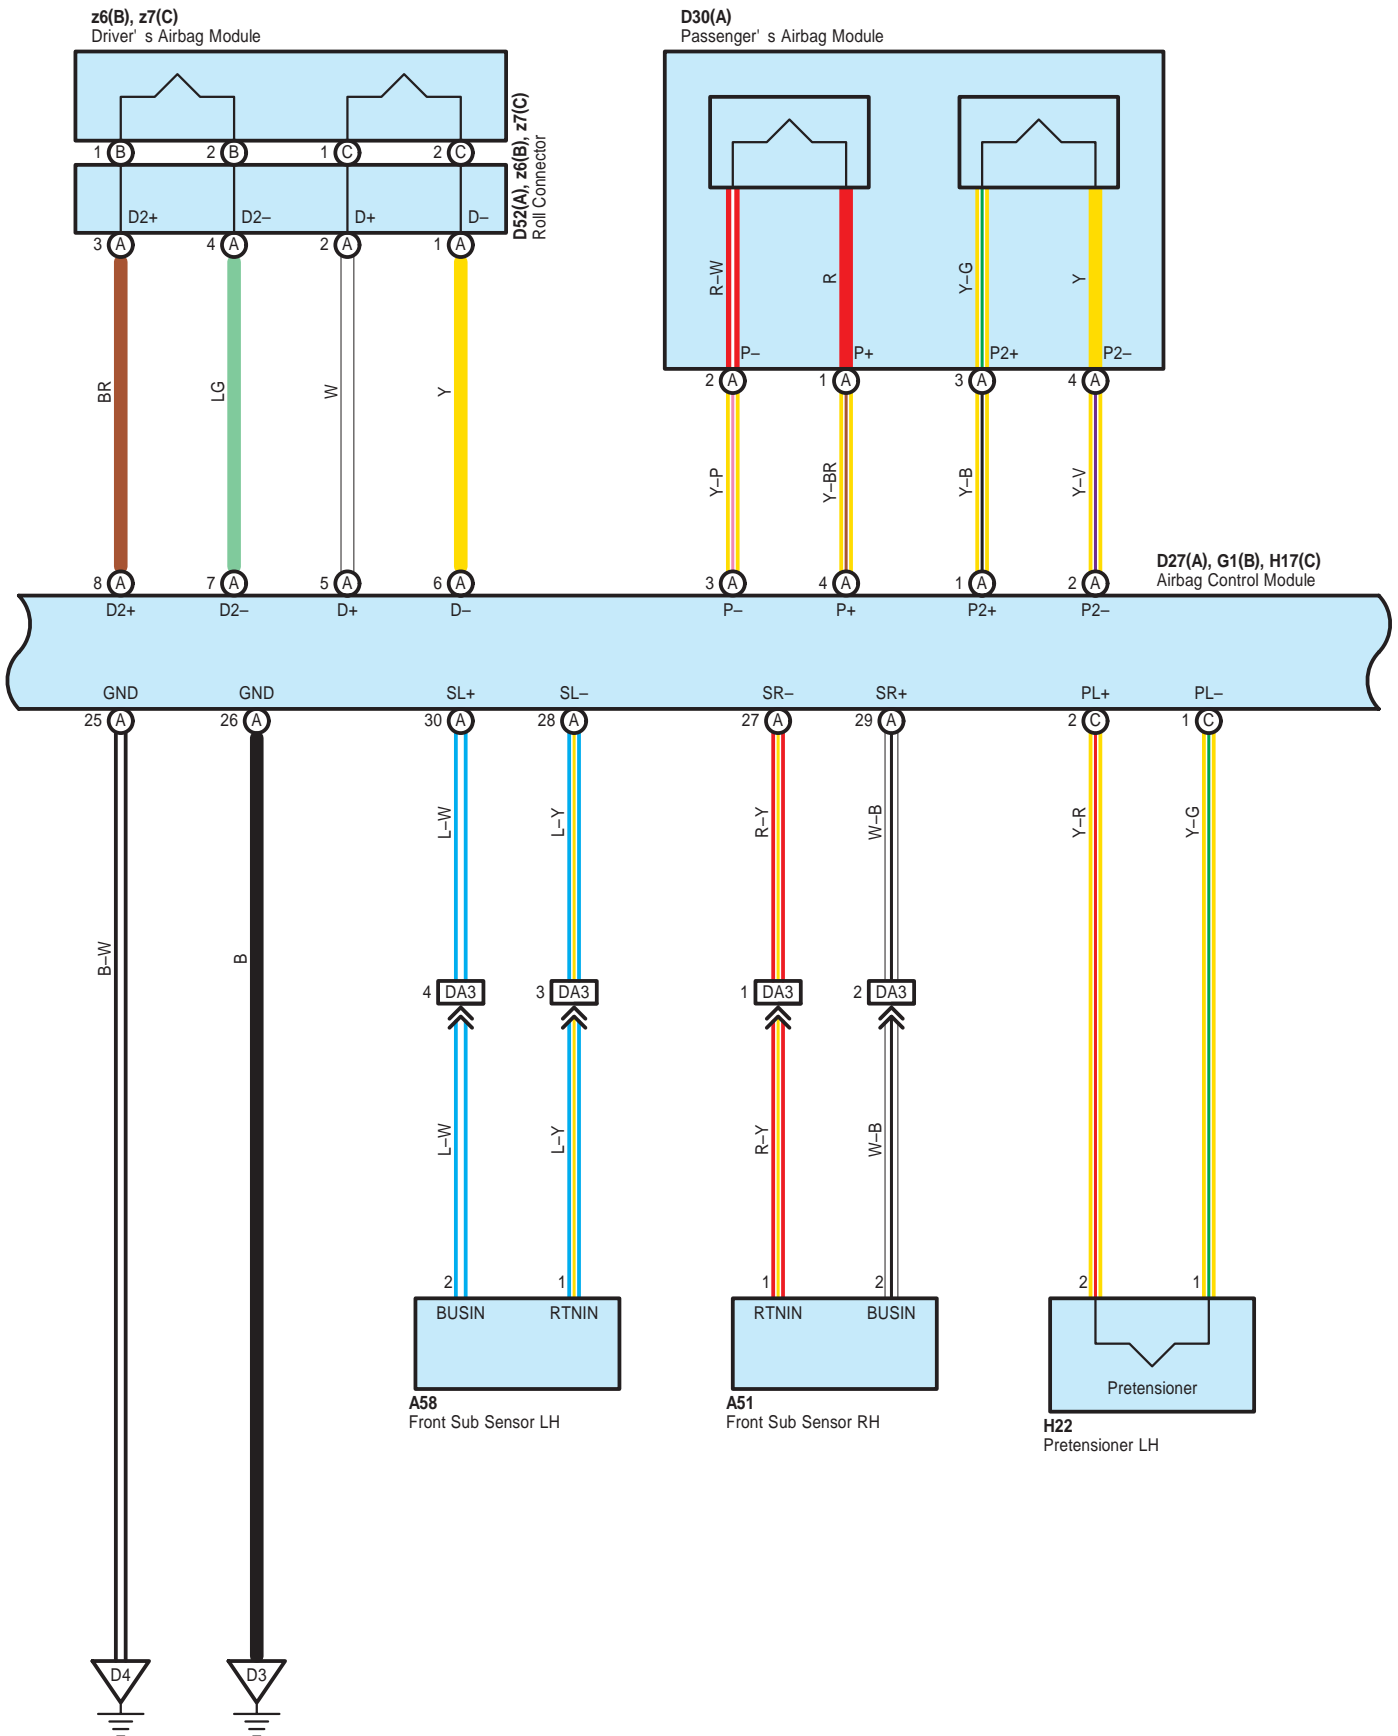 z6(B), z7(C)
Driver' s Airbag Module
D30(A)
Passenger' s Airbag Module
1 B
2 B
1 C
2 C
D52(A), z6(B), z7(C)
Roll Connector
D2+
D2–
D+
D–
3 A
4 A
2 A
1 A
R–W
R
Y–G
Y
P–
P+
P2+
P2–
2 A
1 A
3 A
4 A
BR
LG
W
Y
Y–P
Y–BR
Y–B
Y–V
D27(A), G1(B), H17(C)
Airbag Control Module
8 A
7 A
5 A
6 A
3 A
4 A
1 A
2 A
D2+
D2–
D+
D–
P–
P+
P2+
P2–
GND
GND
SL+
SL–
SR–
SR+
PL+
PL–
25 A
26 A
30 A
28 A
27 A
29 A
2 C
1 C
L–W
L–Y
R–Y
W–B
Y–R
Y–G
B–W
B
4 DA3
3 DA3
1 DA3
2 DA3
L–W
L–Y
R–Y
W–B
2
1
1
2
2
1
BUSIN
RTNIN
RTNIN
BUSIN
Pretensioner
A58
Front Sub Sensor LH
A51
Front Sub Sensor RH
H22
Pretensioner LH
D4
D3